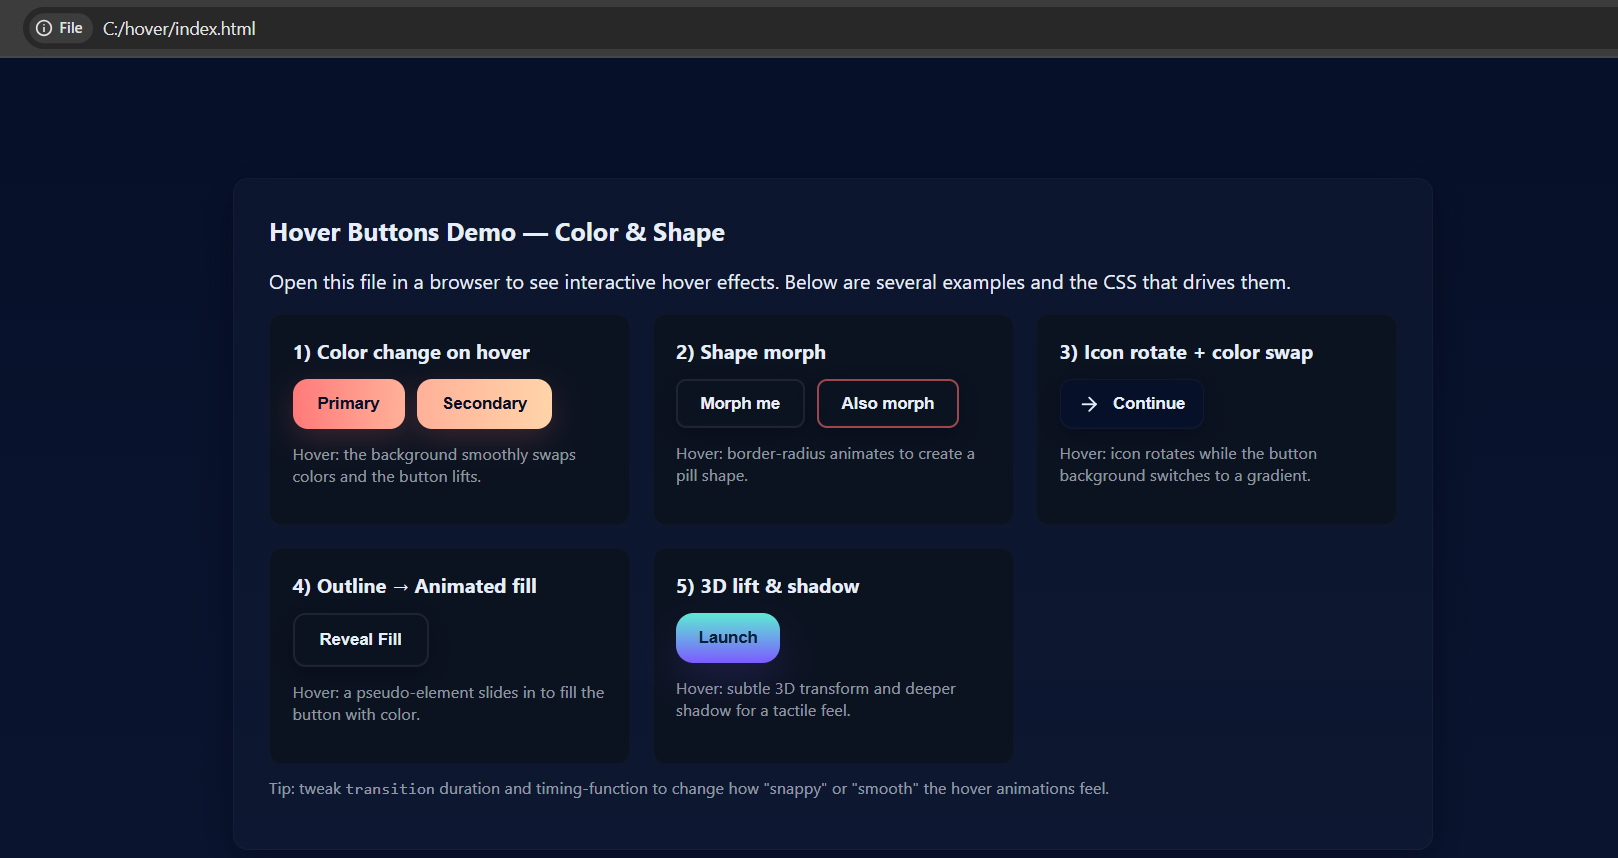 File C:/hover/index.html
Hover Buttons Demo — Color & Shape
Open this file in a browser to see interactive hover effects. Below are several examples and the CSS that drives them.
1) Color change on hover
Primary
Secondary
Hover: the background smoothly swaps
colors and the button lifts.
2) Shape morph
Morph me
Also morph
Hover: border-radius animates to create a
pill shape.
3) Icon rotate + color swap
→ Continue
Hover: icon rotates while the button
background switches to a gradient.
4) Outline → Animated fill
Reveal Fill
Hover: a pseudo-element slides in to fill the
button with color.
5) 3D lift & shadow
Launch
Hover: subtle 3D transform and deeper
shadow for a tactile feel.
Tip: tweak transition duration and timing-function to change how "snappy" or "smooth" the hover animations feel.